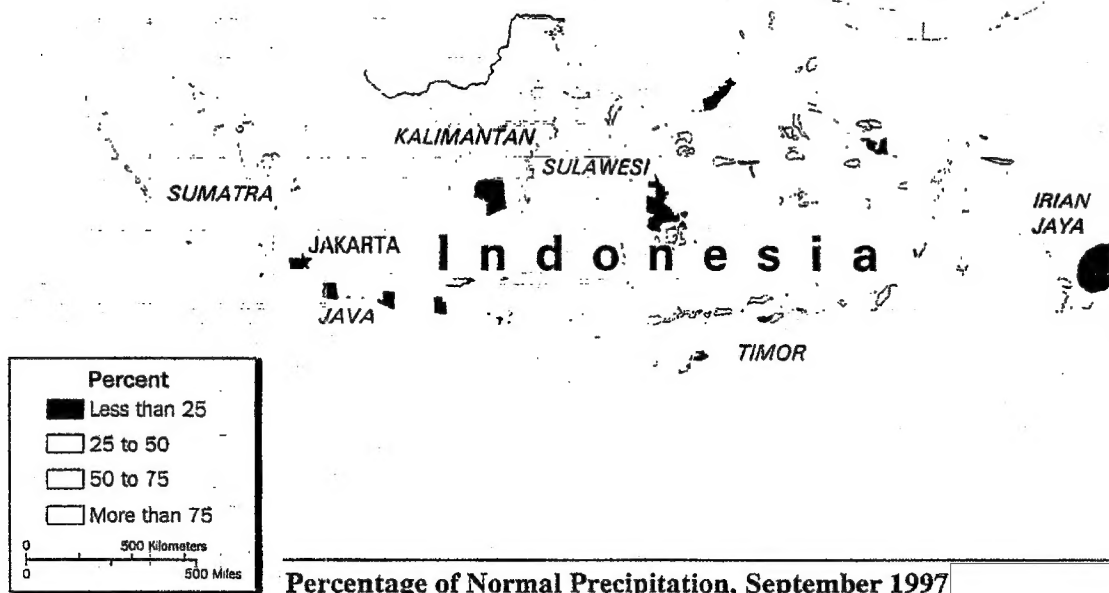 KALIMANTAN
SULAWESI
SUMATRA
IRIAN
JAYA
JAKARTA
Indonesia
JAVA
TIMOR
Percent
Less than 25
25 to 50
50 to 75
More than 75
0 500 Kilometers
0 500 Miles
Percentage of Normal Precipitation, September 1997